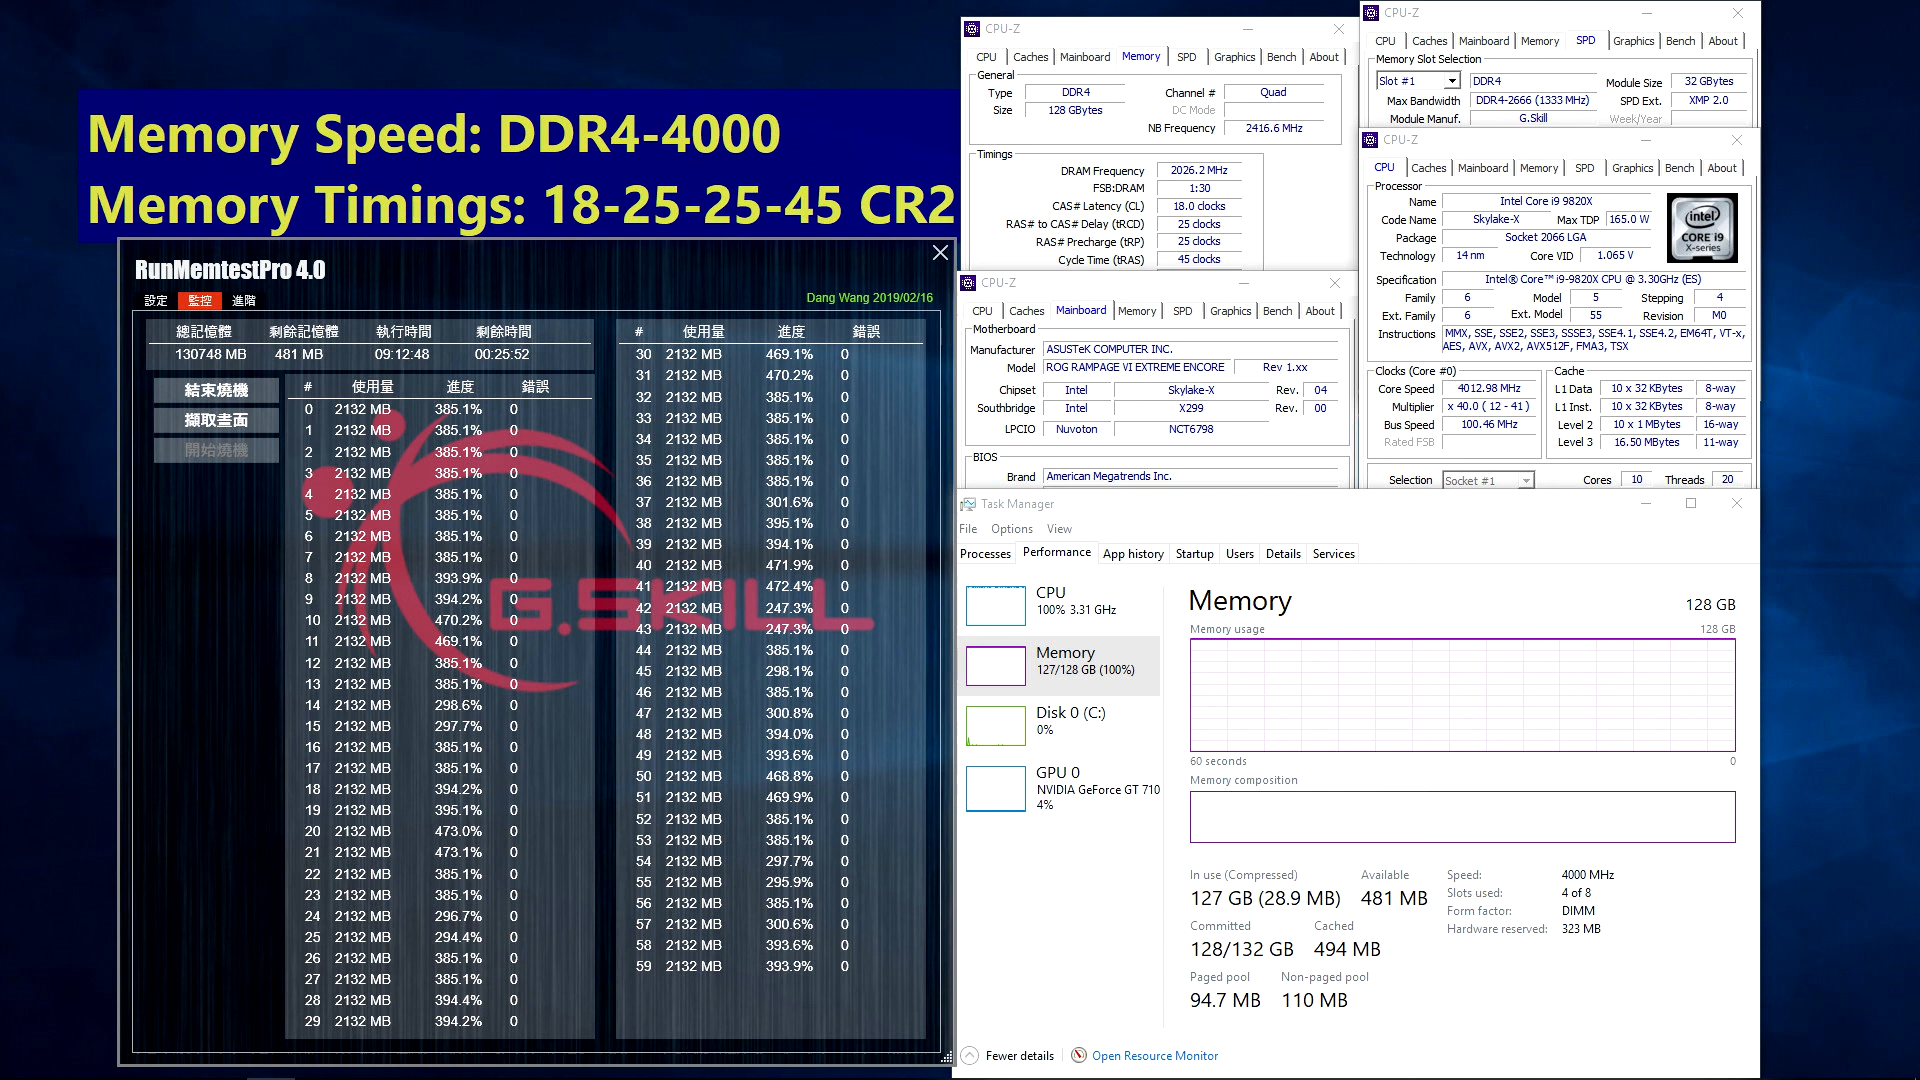 Memory Speed: DDR4-4000
Memory Timings: 18-25-25-45 CR2
RunMemtestPro 4.0
設定 監控 進階
Dang Wang 2019/02/16
總記憶體 剩餘記憶體 執行時間 剩餘時間
130748 MB 481 MB 09:12:48 00:25:52
結束燒機
擷取畫面
開始燒機
# 使用量 進度 錯誤
0 2132 MB 385.1% 0
1 2132 MB 385.1% 0
2 2132 MB 385.1% 0
3 2132 MB 385.1% 0
4 2132 MB 385.1% 0
5 2132 MB 385.1% 0
6 2132 MB 385.1% 0
7 2132 MB 385.1% 0
8 2132 MB 393.9% 0
9 2132 MB 394.2% 0
10 2132 MB 470.2% 0
11 2132 MB 469.1% 0
12 2132 MB 385.1% 0
13 2132 MB 385.1% 0
14 2132 MB 298.6% 0
15 2132 MB 297.7% 0
16 2132 MB 385.1% 0
17 2132 MB 385.1% 0
18 2132 MB 394.2% 0
19 2132 MB 395.1% 0
20 2132 MB 473.0% 0
21 2132 MB 473.1% 0
22 2132 MB 385.1% 0
23 2132 MB 385.1% 0
24 2132 MB 296.7% 0
25 2132 MB 294.4% 0
26 2132 MB 385.1% 0
27 2132 MB 385.1% 0
28 2132 MB 394.4% 0
29 2132 MB 394.2% 0
# 使用量 進度 錯誤
30 2132 MB 469.1% 0
31 2132 MB 470.2% 0
32 2132 MB 385.1% 0
33 2132 MB 385.1% 0
34 2132 MB 385.1% 0
35 2132 MB 385.1% 0
36 2132 MB 385.1% 0
37 2132 MB 301.6% 0
38 2132 MB 395.1% 0
39 2132 MB 394.1% 0
40 2132 MB 471.9% 0
41 2132 MB 472.4% 0
42 2132 MB 247.3% 0
43 2132 MB 247.3% 0
44 2132 MB 385.1% 0
45 2132 MB 298.1% 0
46 2132 MB 385.1% 0
47 2132 MB 300.8% 0
48 2132 MB 394.0% 0
49 2132 MB 393.6% 0
50 2132 MB 468.8% 0
51 2132 MB 469.9% 0
52 2132 MB 385.1% 0
53 2132 MB 385.1% 0
54 2132 MB 297.7% 0
55 2132 MB 295.9% 0
56 2132 MB 385.1% 0
57 2132 MB 300.6% 0
58 2132 MB 393.6% 0
59 2132 MB 393.9% 0
G.SKILL
CPU-Z
CPU Caches Mainboard Memory SPD Graphics Bench About
General
Type DDR4 Channel # Quad
Size 128 GBytes DC Mode
NB Frequency 2416.6 MHz
Timings
DRAM Frequency 2026.2 MHz
FSB:DRAM 1:30
CAS# Latency (CL) 18.0 clocks
RAS# to CAS# Delay (tRCD) 25 clocks
RAS# Precharge (tRP) 25 clocks
Cycle Time (tRAS) 45 clocks
CPU-Z
CPU Caches Mainboard Memory SPD Graphics Bench About
Motherboard
Manufacturer ASUSTeK COMPUTER INC.
Model ROG RAMPAGE VI EXTREME ENCORE Rev 1.xx
Chipset Intel Skylake-X Rev. 04
Southbridge Intel X299 Rev. 00
LPCIO Nuvoton NCT6798
BIOS
Brand American Megatrends Inc.
CPU-Z
CPU Caches Mainboard Memory SPD Graphics Bench About
Memory Slot Selection
Slot #1 DDR4 Module Size 32 GBytes
Max Bandwidth DDR4-2666 (1333 MHz) SPD Ext. XMP 2.0
Module Manuf. G.Skill Week/Year
CPU-Z
CPU Caches Mainboard Memory SPD Graphics Bench About
Processor
Name Intel Core i9 9820X
Code Name Skylake-X Max TDP 165.0 W
Package Socket 2066 LGA
Technology 14 nm Core VID 1.065 V
intel
CORE i9
X-series
Specification Intel® Core™ i9-9820X CPU @ 3.30GHz (ES)
Family 6 Model 5 Stepping 4
Ext. Family 6 Ext. Model 55 Revision M0
Instructions MMX, SSE, SSE2, SSE3, SSSE3, SSE4.1, SSE4.2, EM64T, VT-x,
AES, AVX, AVX2, AVX512F, FMA3, TSX
Clocks (Core #0) Cache
Core Speed 4012.98 MHz L1 Data 10 x 32 KBytes 8-way
Multiplier x 40.0 ( 12 - 41 ) L1 Inst. 10 x 32 KBytes 8-way
Bus Speed 100.46 MHz Level 2 10 x 1 MBytes 16-way
Rated FSB Level 3 16.50 MBytes 11-way
Selection Socket #1 Cores 10 Threads 20
Task Manager
File Options View
Processes Performance App history Startup Users Details Services
CPU
100% 3.31 GHz
Memory
127/128 GB (100%)
Disk 0 (C:)
0%
GPU 0
NVIDIA GeForce GT 710
4%
Memory 128 GB
Memory usage 128 GB
60 seconds 0
Memory composition
In use (Compressed) Available
127 GB (28.9 MB) 481 MB
Committed Cached
128/132 GB 494 MB
Paged pool Non-paged pool
94.7 MB 110 MB
Speed: 4000 MHz
Slots used: 4 of 8
Form factor: DIMM
Hardware reserved: 323 MB
Fewer details Open Resource Monitor